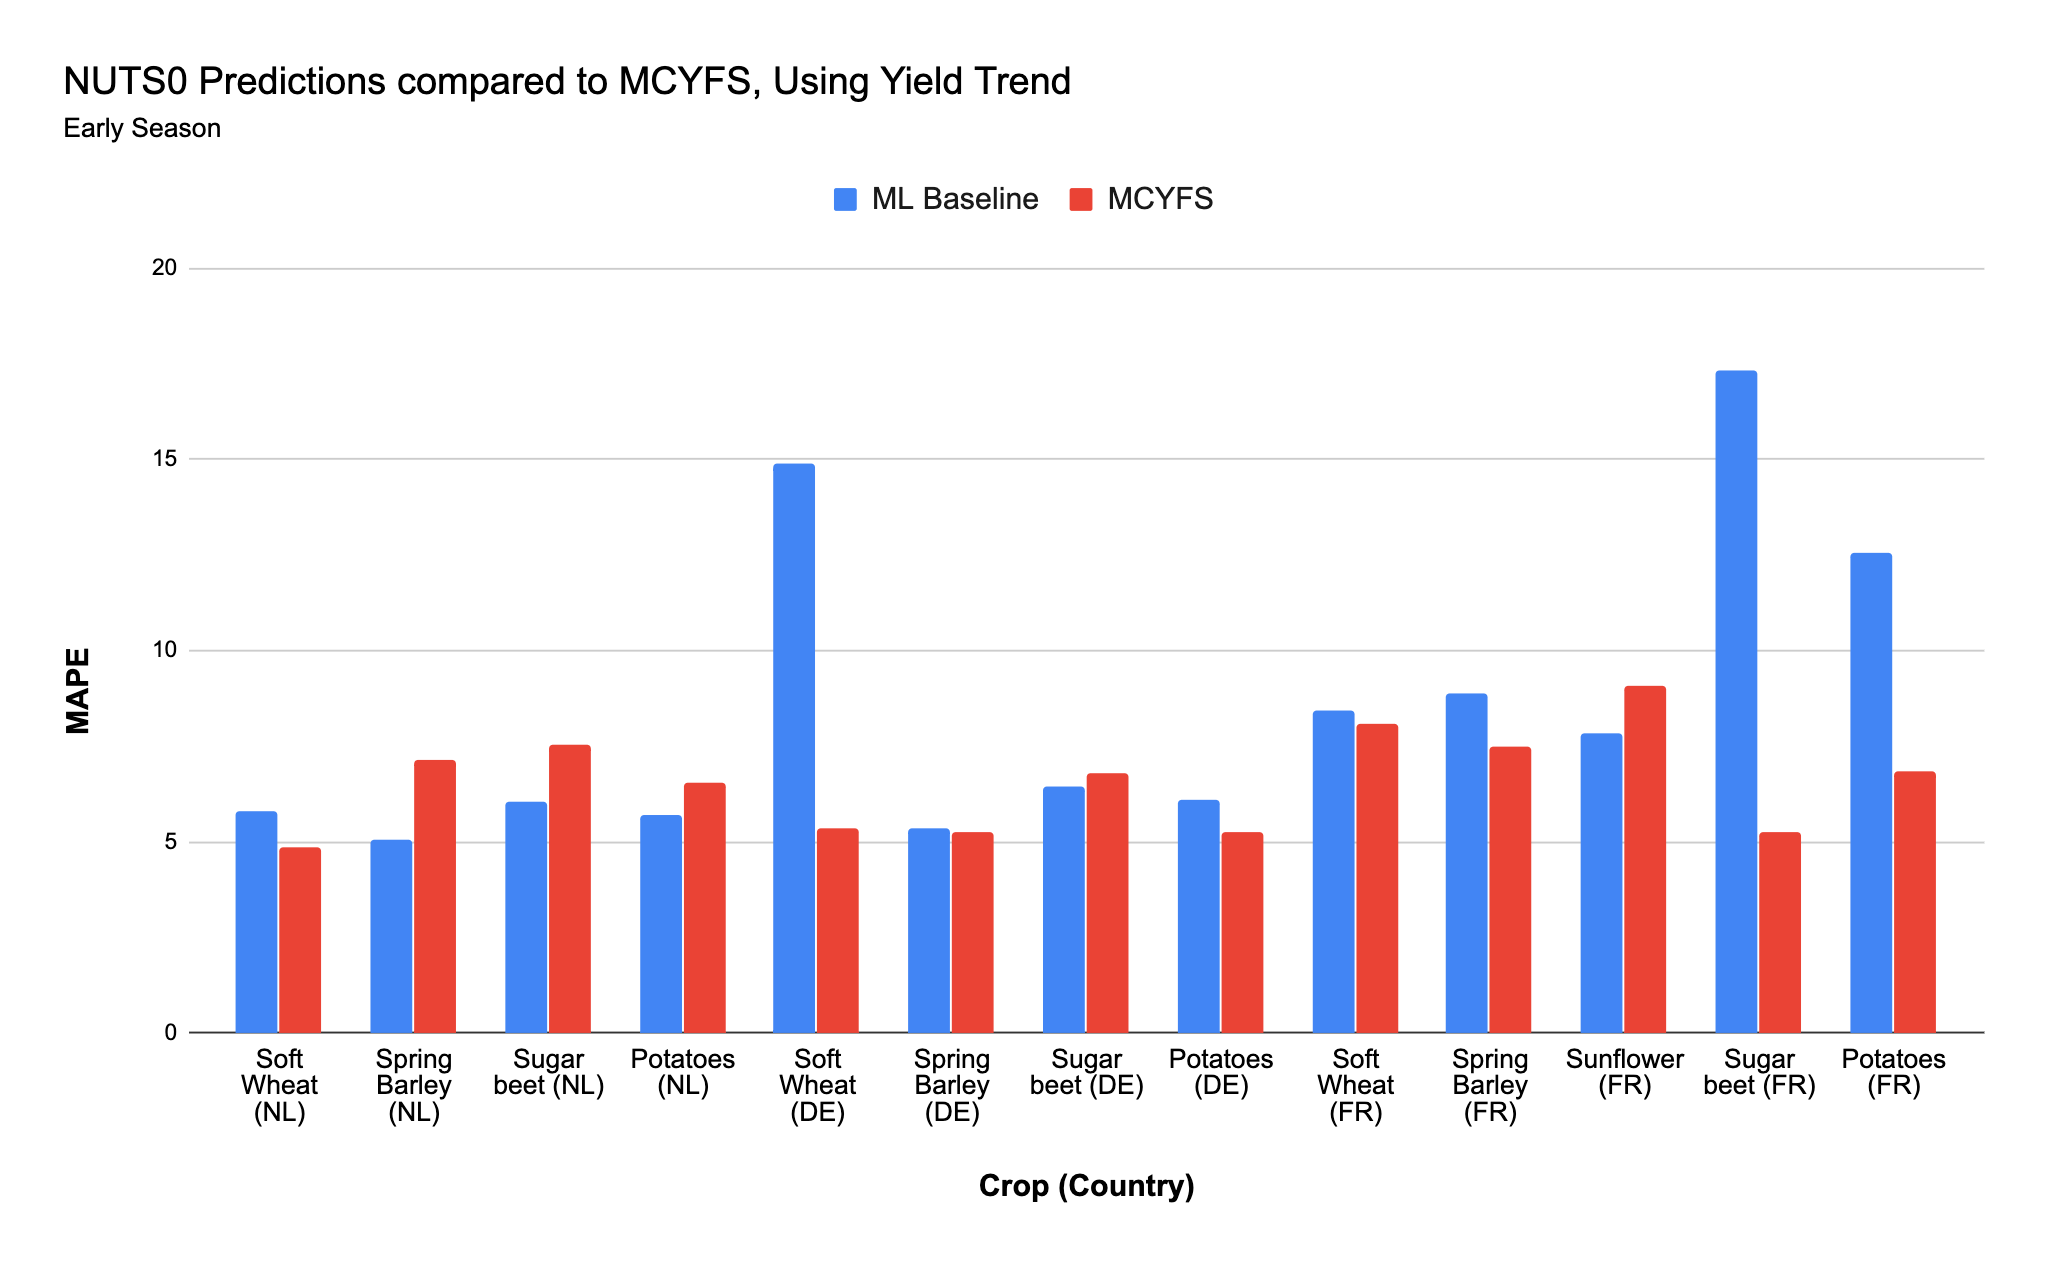 NUTS0 Predictions compared to MCYFS, Using Yield Trend
Early Season
ML Baseline
MCYFS
20
15
10
5
0
MAPE
Soft
Wheat
(NL)
Spring
Barley
(NL)
Sugar
beet (NL)
Potatoes
(NL)
Soft
Wheat
(DE)
Spring
Barley
(DE)
Sugar
beet (DE)
Potatoes
(DE)
Soft
Wheat
(FR)
Spring
Barley
(FR)
Sunflower
(FR)
Sugar
beet (FR)
Potatoes
(FR)
Crop (Country)